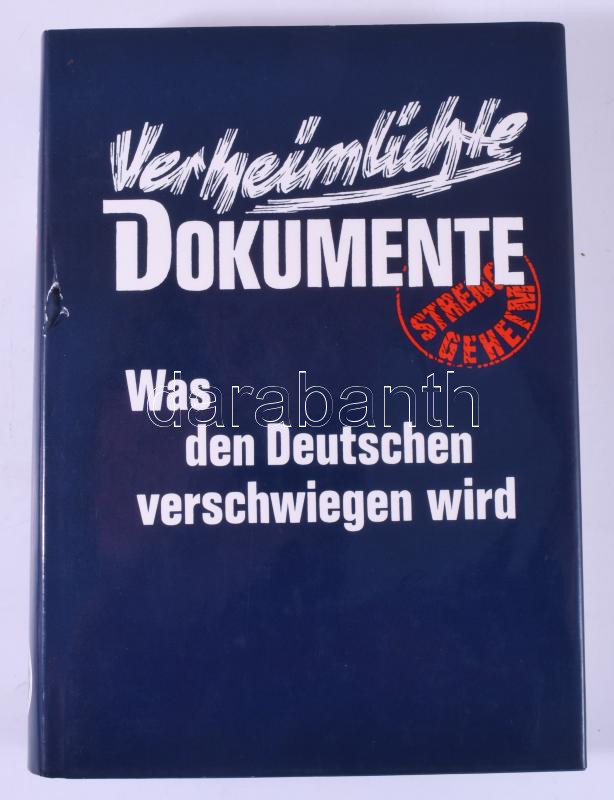 Verheimlichte
DOKUMENTE
STRENG
GEHEIM
Was
darabanth
den Deutschen
verschwiegen wird